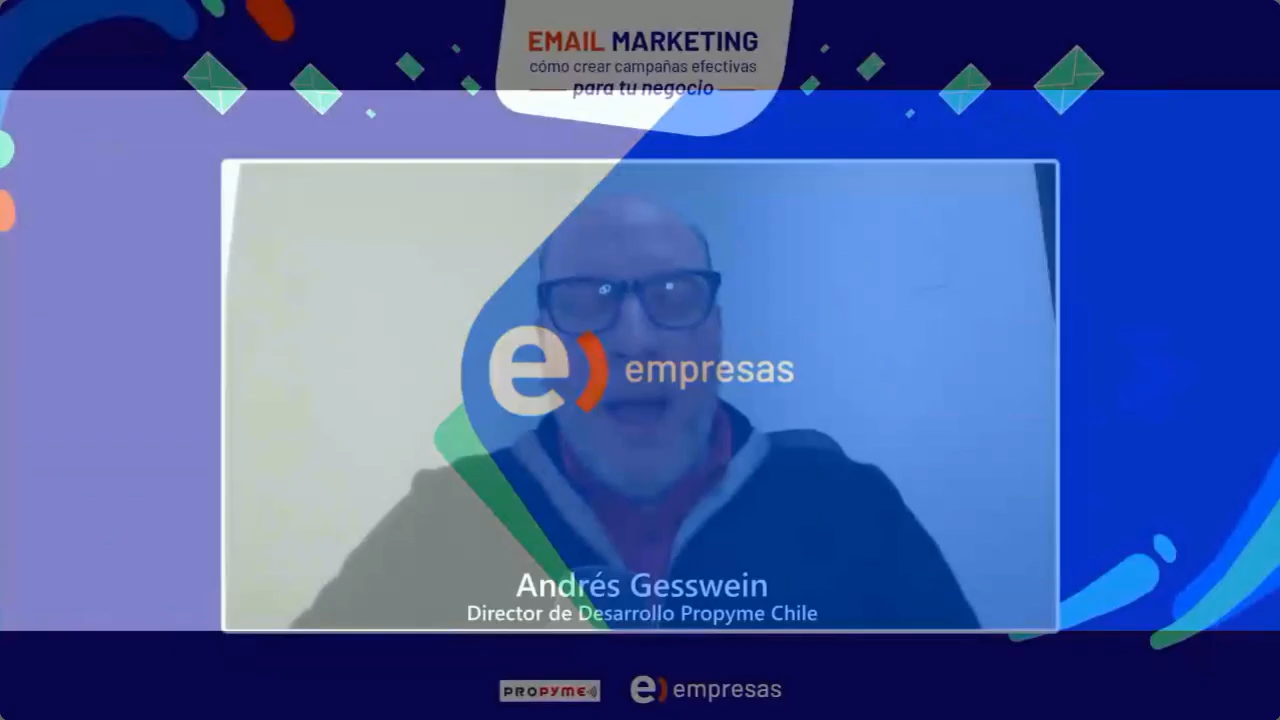 EMAIL MARKETING
cómo crear campañas efectivas
para tu negocio
e) empresas
Andrés Gesswein
Director de Desarrollo Propyme Chile
PROPYME
e) empresas